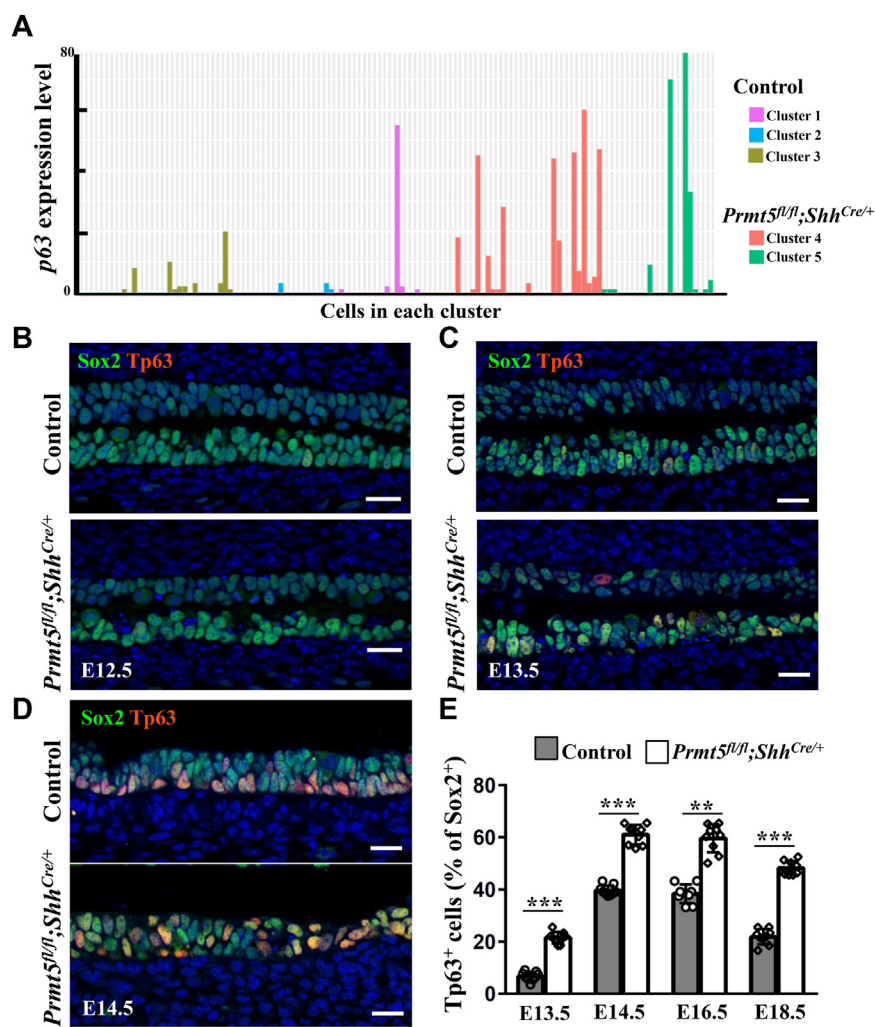 A
80
0
p63 expression level
Cells in each cluster
Control
Cluster 1
Cluster 2
Cluster 3
Prmt5fl/fl;ShhCre/+
Cluster 4
Cluster 5
B
Sox2 Tp63
Control
Prmt5fl/fl;ShhCre/+
E12.5
C
Sox2 Tp63
Control
Prmt5fl/fl;ShhCre/+
E13.5
D
Sox2 Tp63
Control
Prmt5fl/fl;ShhCre/+
E14.5
E
Control Prmt5fl/fl;ShhCre/+
Tp63+ cells (% of Sox2+)
80
60
40
20
0
***
***
**
***
E13.5 E14.5 E16.5 E18.5